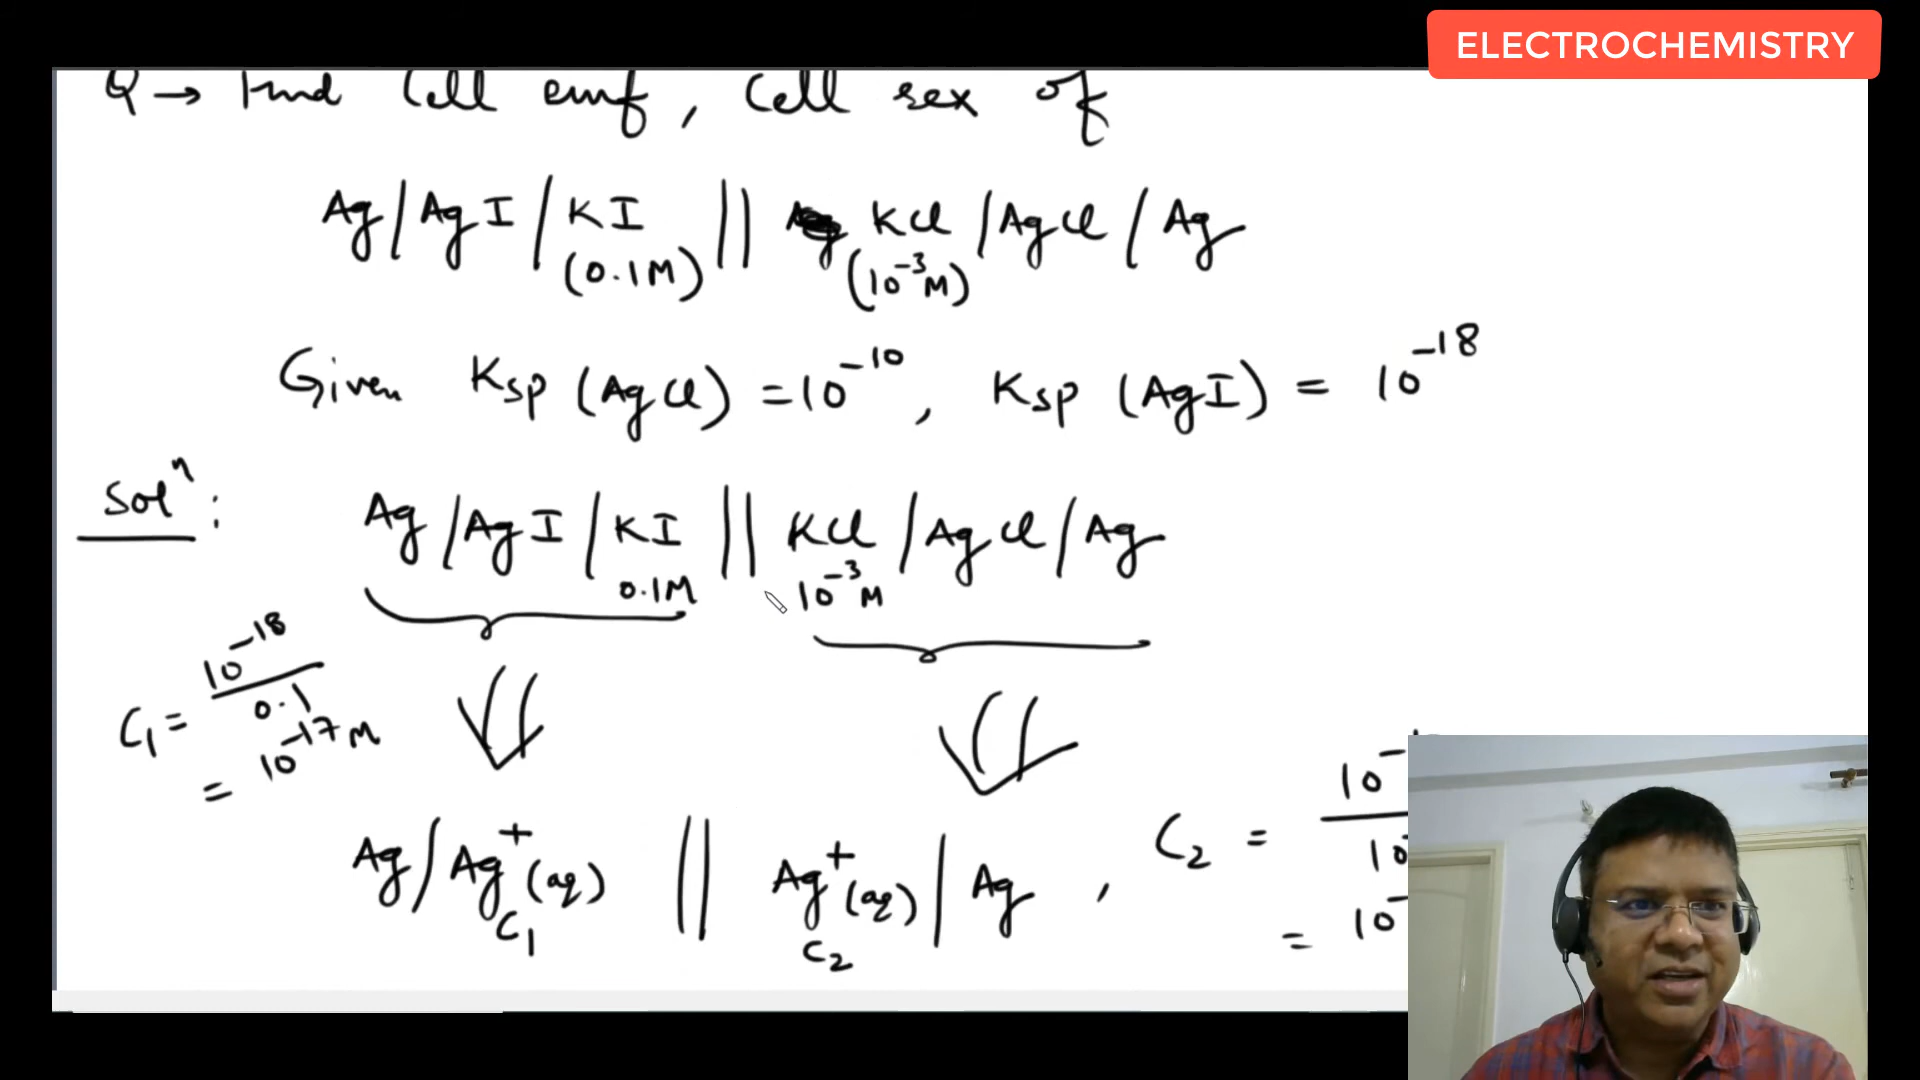 ELECTROCHEMISTRY
Q → Find Cell emf, Cell rex of
Ag/AgI/KI || KCl/AgCl/Ag
(0.1M) (10⁻³M)
Given Ksp (AgCl) = 10⁻¹⁰, Ksp (AgI) = 10⁻¹⁸
Solⁿ: Ag/AgI/KI || KCl/AgCl/Ag
0.1M 10⁻³M
C₁ = 10⁻¹⁸/0.1
= 10⁻¹⁷M
Ag/Ag⁺(aq) || Ag⁺(aq)|Ag, C₂ =
C₁ C₂